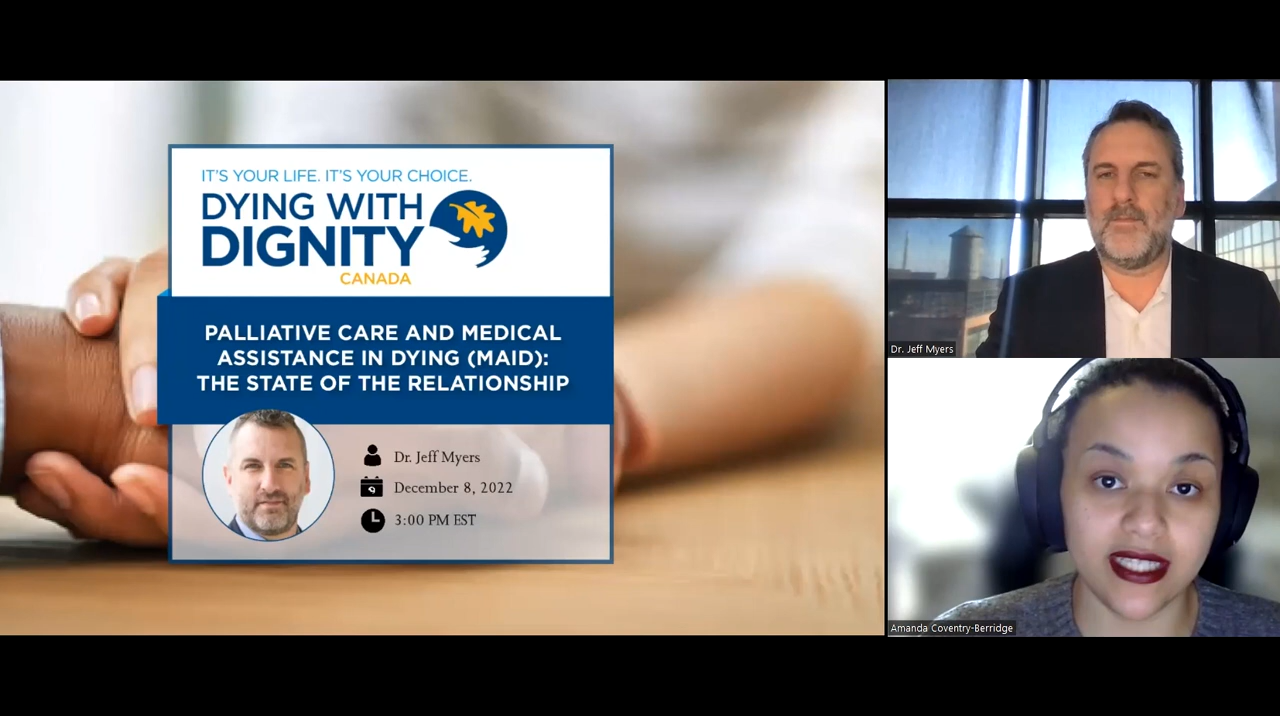 IT'S YOUR LIFE. IT'S YOUR CHOICE.
DYING WITH
DIGNITY
CANADA
PALLIATIVE CARE AND MEDICAL
ASSISTANCE IN DYING (MAID):
THE STATE OF THE RELATIONSHIP
Dr. Jeff Myers
December 8, 2022
3:00 PM EST
Dr. Jeff Myers
Amanda Coventry-Berridge